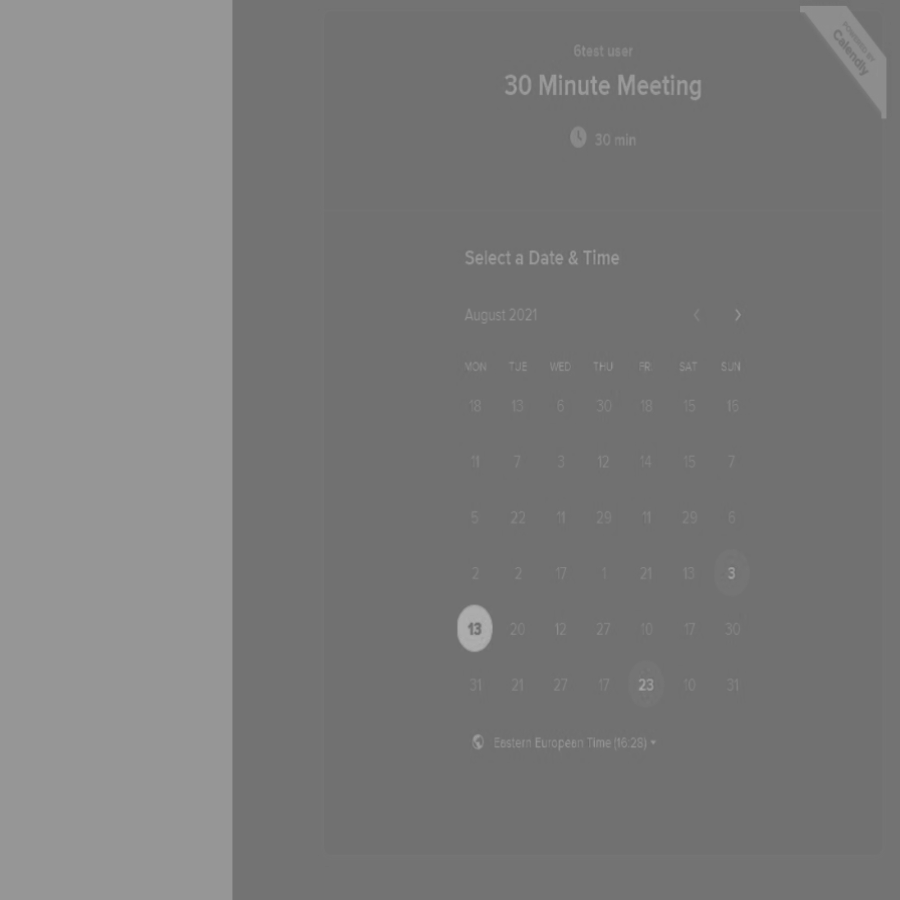 6test user
30 Minute Meeting
30 min
POWERED BY
Calendly
Select a Date & Time
August 2021
MON TUE WED THU FRI SAT SUN
18 13 6 30 18 15 15
11 7 3 12 14 15 7
5 22 11 29 11 29 6
2 2 17 1 21 13 3
13 20 12 27 10 17 30
31 21 27 17 23 10 31
Eastern European Time (16:28)